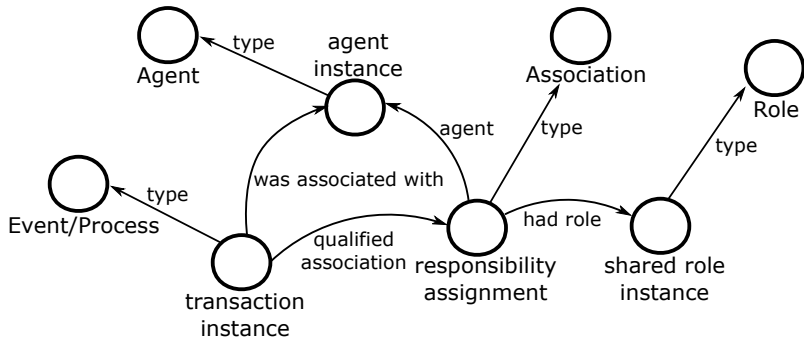 type
agent
instance
Agent
Association
type
agent
type
Role
type
was associated with
type
Event/Process
had role
qualified
association
responsibility
assignment
shared role
instance
transaction
instance